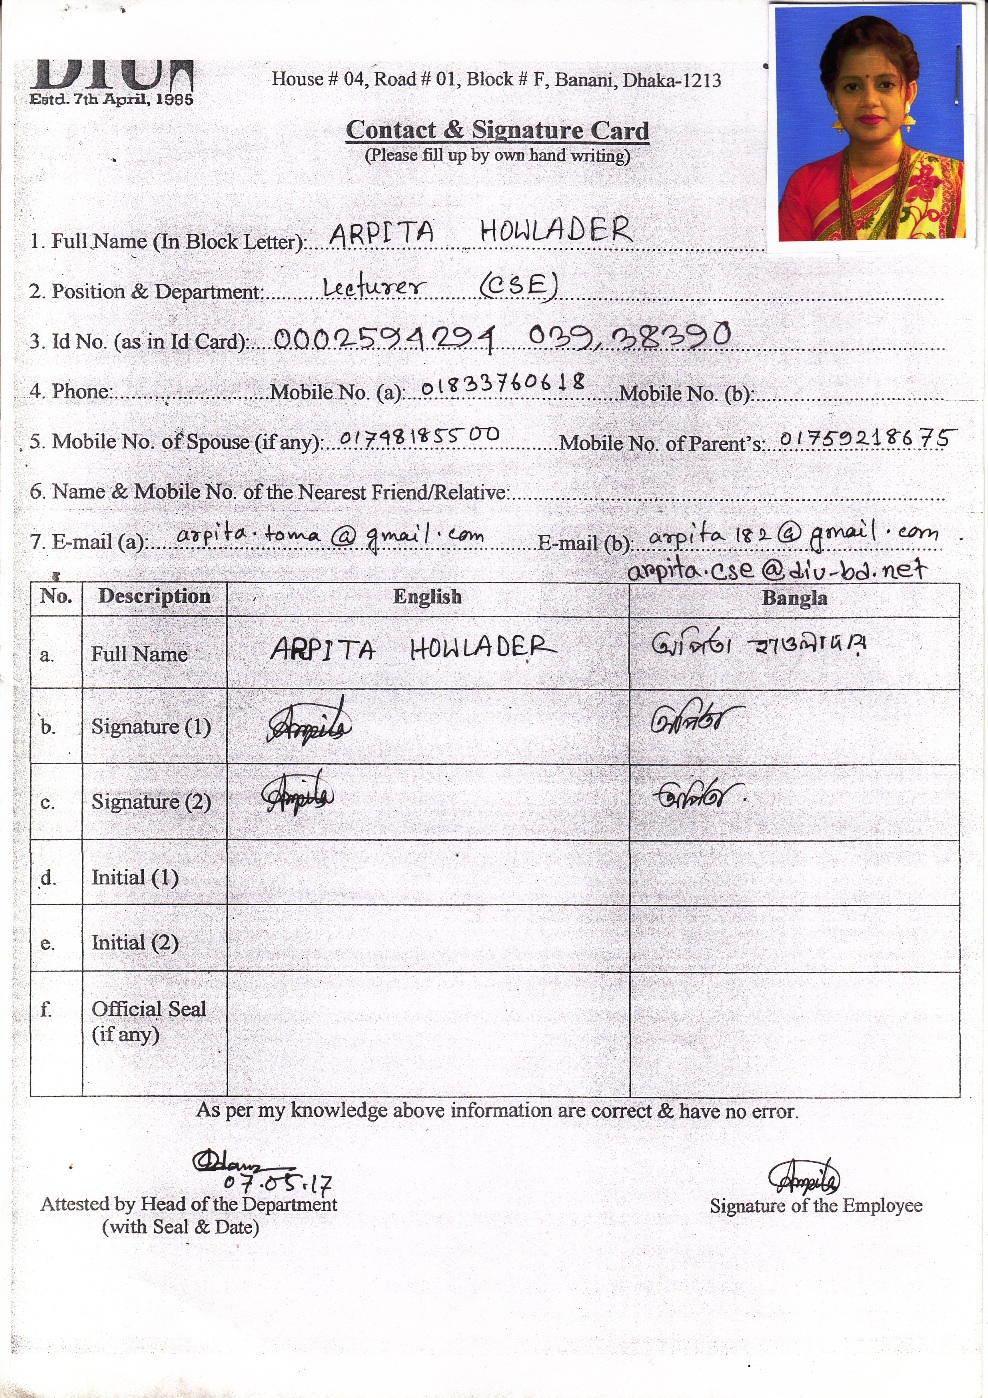 DIU
Estd. 7th April, 1995
House # 04, Road # 01, Block # F, Banani, Dhaka-1213
Contact & Signature Card
(Please fill up by own hand writing)
1. Full Name (In Block Letter): ARPITA HOWLADER
2. Position & Department: Lecturer (CSE)
3. Id No. (as in Id Card): 0002594294 039,38390
4. Phone: Mobile No. (a): 01833760618 Mobile No. (b):
5. Mobile No. of Spouse (if any): 01748185500 Mobile No. of Parent's: 01759218675
6. Name & Mobile No. of the Nearest Friend/Relative:
7. E-mail (a): arpita.toma@gmail.com E-mail (b): arpita182@gmail.com
arpita.cse@diu-bd.net
No. Description English Bangla
a. Full Name ARPITA HOWLADER অর্পিতা হাওলাদার
b. Signature (1) Arpita অর্পিতা
c. Signature (2) Arpita অর্পিতা
d. Initial (1)
e. Initial (2)
f. Official Seal
(if any)
As per my knowledge above information are correct & have no error.
07.05.17 Arpita
Attested by Head of the Department Signature of the Employee
(with Seal & Date)